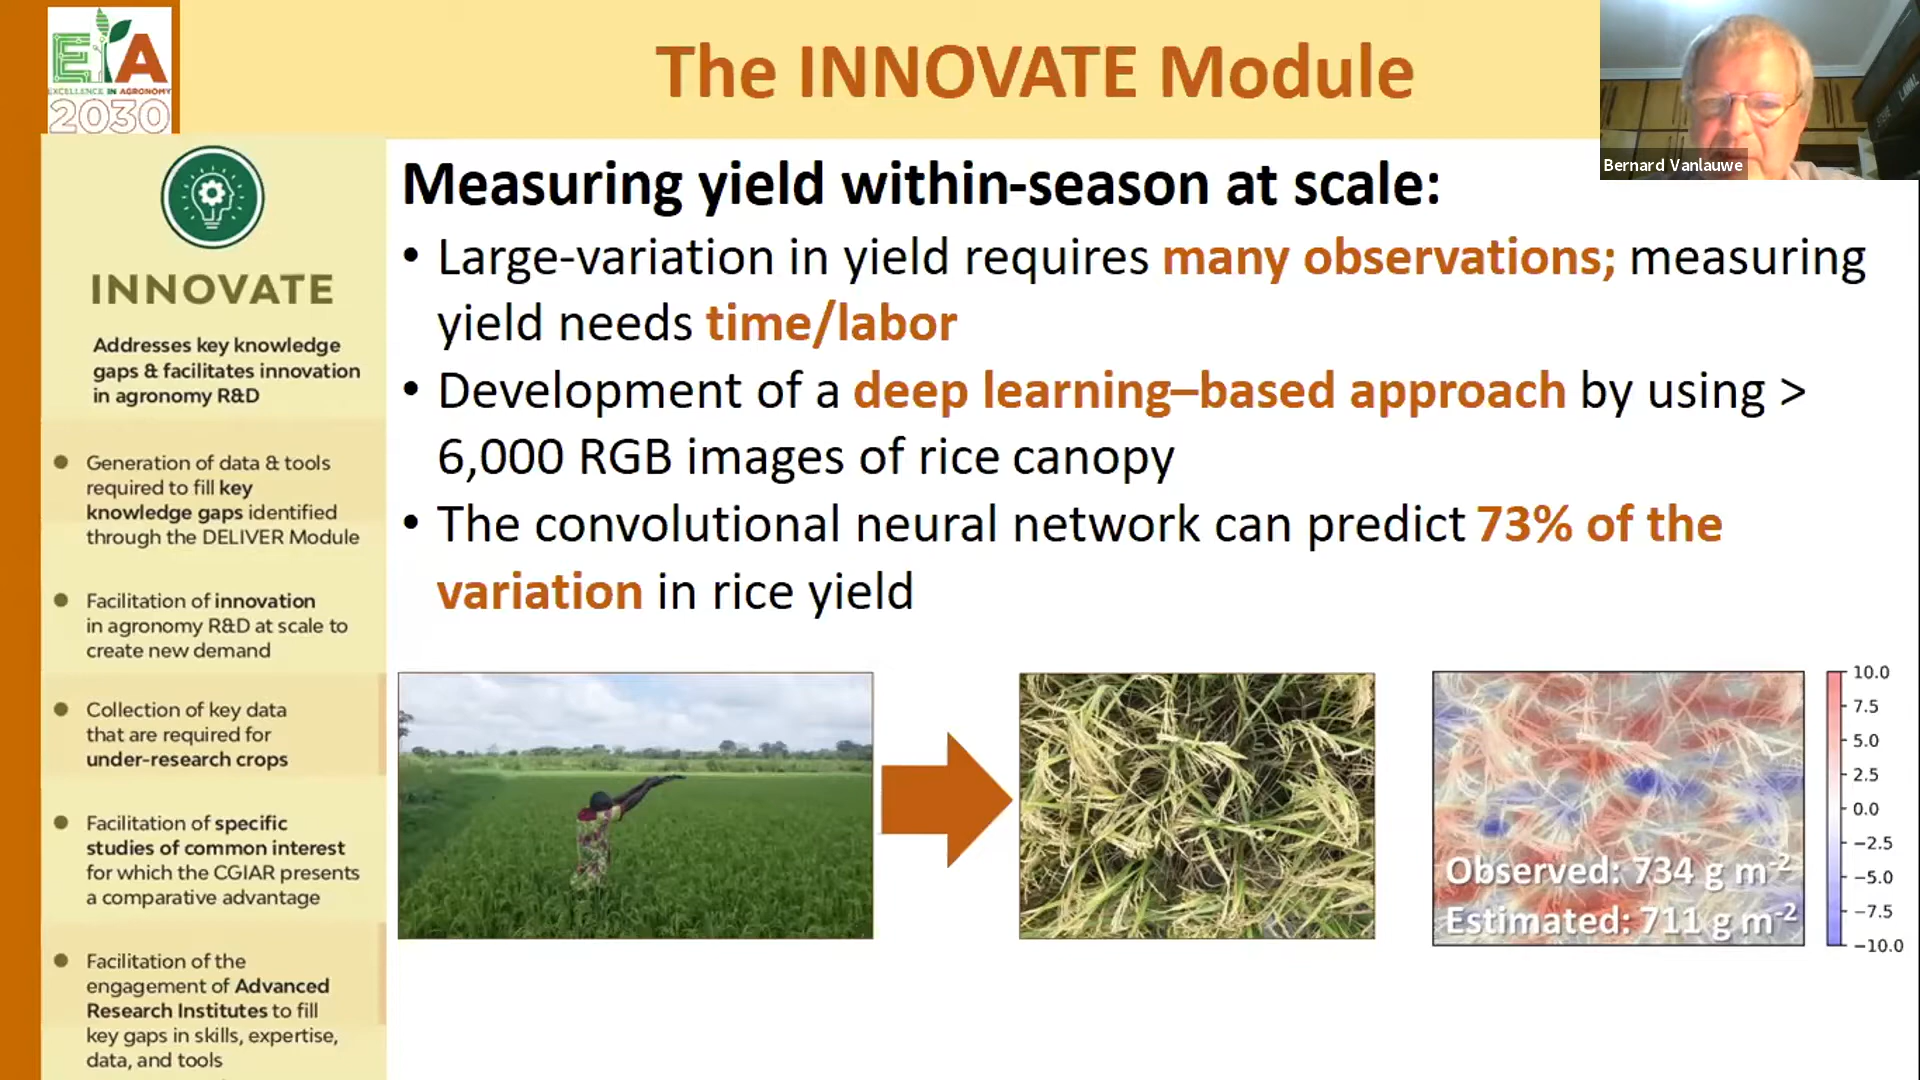 EiA
EXCELLENCE IN AGRONOMY
2030
The INNOVATE Module
Bernard Vanlauwe
INNOVATE
Addresses key knowledge
gaps & facilitates innovation
in agronomy R&D
Generation of data & tools
required to fill key
knowledge gaps identified
through the DELIVER Module
Facilitation of innovation
in agronomy R&D at scale to
create new demand
Collection of key data
that are required for
under-research crops
Facilitation of specific
studies of common interest
for which the CGIAR presents
a comparative advantage
Facilitation of the
engagement of Advanced
Research Institutes to fill
key gaps in skills, expertise,
data, and tools
Measuring yield within-season at scale:
• Large-variation in yield requires many observations; measuring
yield needs time/labor
• Development of a deep learning–based approach by using >
6,000 RGB images of rice canopy
• The convolutional neural network can predict 73% of the
variation in rice yield
Observed: 734 g m⁻²
Estimated: 711 g m⁻²
10.0
7.5
5.0
2.5
0.0
−2.5
−5.0
−7.5
−10.0